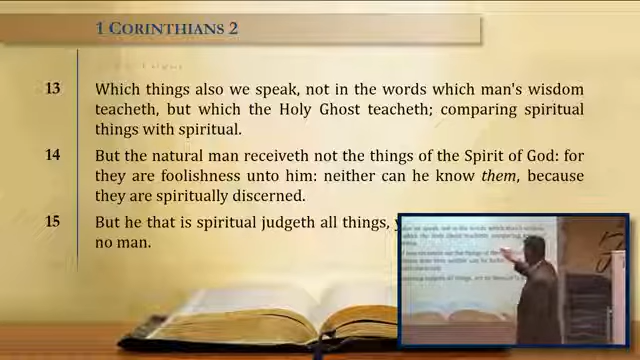 1 CORINTHIANS 2
13 Which things also we speak, not in the words which man's wisdom
teacheth, but which the Holy Ghost teacheth; comparing spiritual
things with spiritual.
14 But the natural man receiveth not the things of the Spirit of God: for
they are foolishness unto him: neither can he know them, because
they are spiritually discerned.
15 But he that is spiritual judgeth all things,
no man.